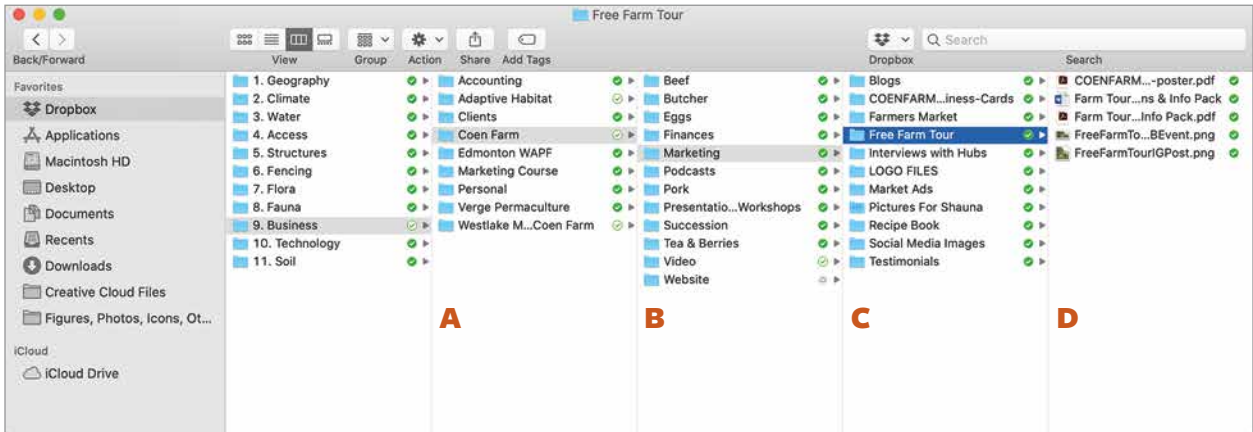 Free Farm Tour
Search
Back/Forward
View
Group
Action
Share
Add Tags
Dropbox
Search
Favorites
Dropbox
Applications
Macintosh HD
Desktop
Documents
Recents
Downloads
Creative Cloud Files
Figures, Photos, Icons, Ot...
iCloud
iCloud Drive
1. Geography
2. Climate
3. Water
4. Access
5. Structures
6. Fencing
7. Flora
8. Fauna
9. Business
10. Technology
11. Soil
Accounting
Adaptive Habitat
Clients
Coen Farm
Edmonton WAPF
Marketing Course
Personal
Verge Permaculture
Westlake M...Coen Farm
A
Beef
Butcher
Eggs
Finances
Marketing
Podcasts
Pork
Presentatio...Workshops
Succession
Tea & Berries
Video
Website
B
Blogs
COENFARM...iness-Cards
Farmers Market
Free Farm Tour
Interviews with Hubs
LOGO FILES
Market Ads
Pictures For Shauna
Recipe Book
Social Media Images
Testimonials
C
COENFARM...-poster.pdf
Farm Tour...ns & Info Pack
Farm Tour...Info Pack.pdf
FreeFarmTo...BEvent.png
FreeFarmTourIGPost.png
D